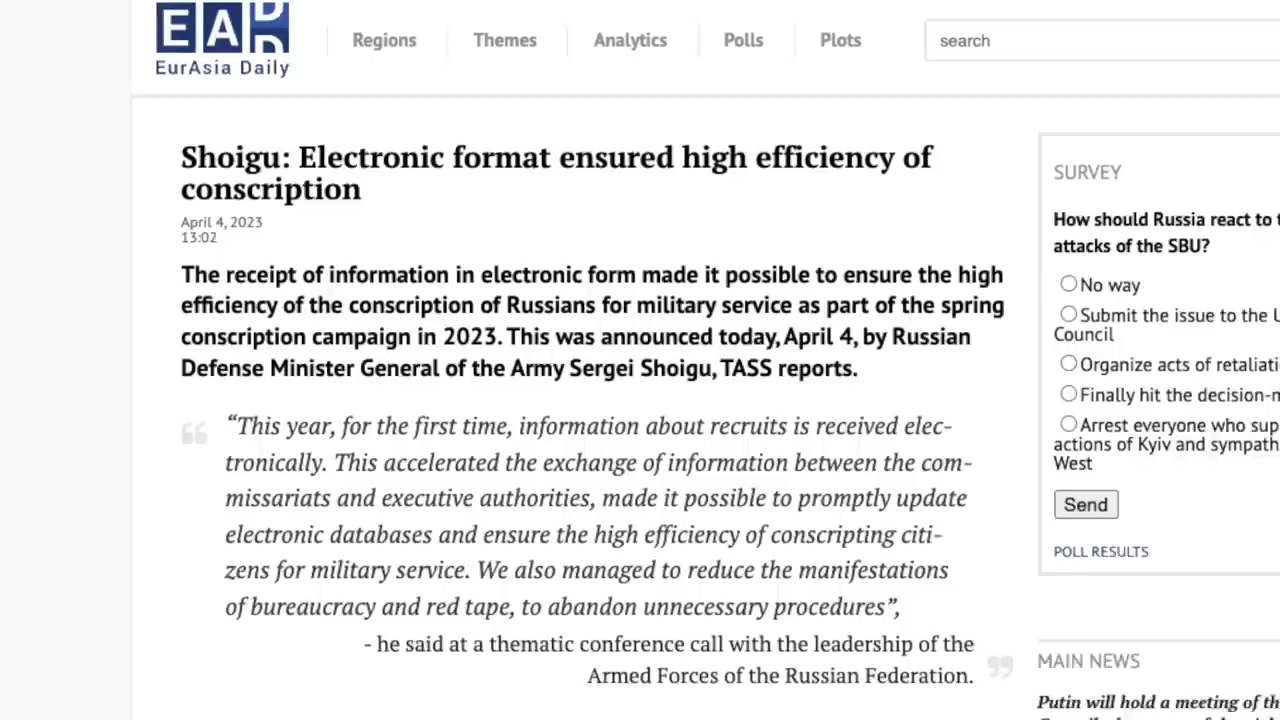 EAD
EurAsia Daily
Regions
Themes
Analytics
Polls
Plots
search
Shoigu: Electronic format ensured high efficiency of
conscription
April 4, 2023
13:02
The receipt of information in electronic form made it possible to ensure the high
efficiency of the conscription of Russians for military service as part of the spring
conscription campaign in 2023. This was announced today, April 4, by Russian
Defense Minister General of the Army Sergei Shoigu, TASS reports.
“This year, for the first time, information about recruits is received elec-
tronically. This accelerated the exchange of information between the com-
missariats and executive authorities, made it possible to promptly update
electronic databases and ensure the high efficiency of conscripting citi-
zens for military service. We also managed to reduce the manifestations
of bureaucracy and red tape, to abandon unnecessary procedures”,
- he said at a thematic conference call with the leadership of the
Armed Forces of the Russian Federation.
SURVEY
How should Russia react to
attacks of the SBU?
No way
Submit the issue to the
Council
Organize acts of
Finally hit the
Arrest everyone who
actions of Kyiv and
West
Send
POLL RESULTS
MAIN NEWS
Putin will hold a meeting of